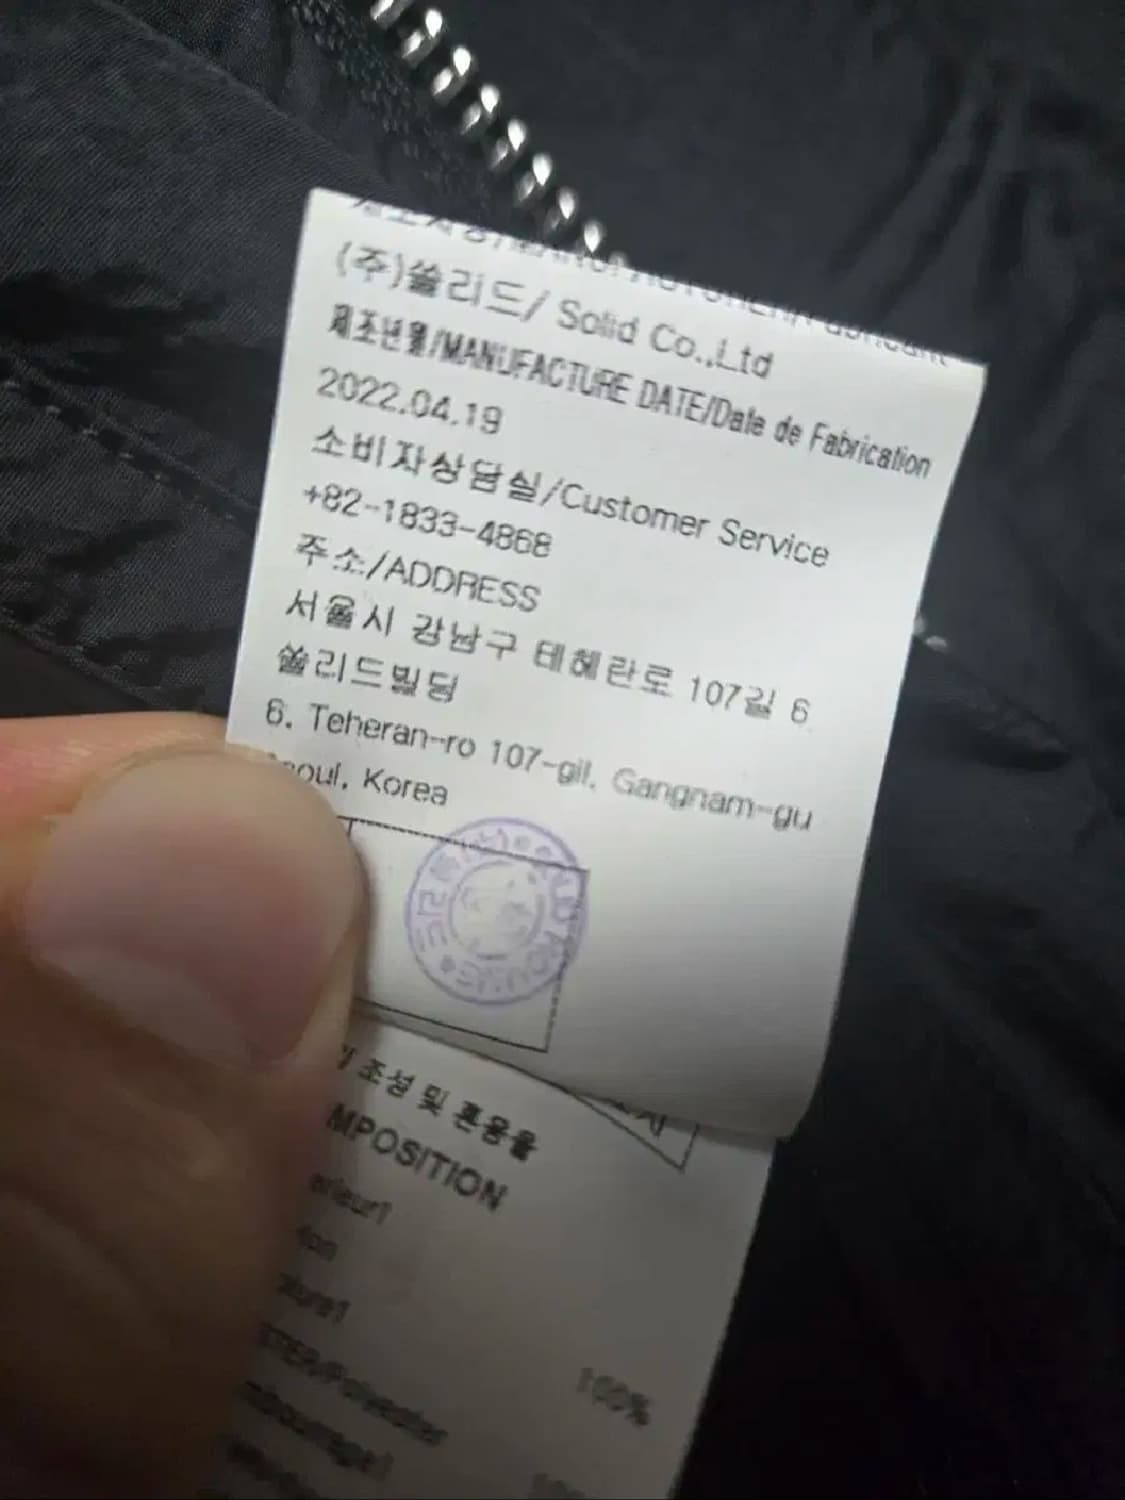 (주)쏠리드/ Solid Co.,Ltd
제조년월/MANUFACTURE DATE/Date de Fabrication
2022.04.19
소비자상담실/Customer Service
+82-1833-4868
주소/ADDRESS
서울시 강남구 테헤란로 107길 6
쏠리드빌딩
6, Teheran-ro 107-gil, Gangnam-gu
Seoul, Korea
조성 및 혼용율
MPOSITION
100%